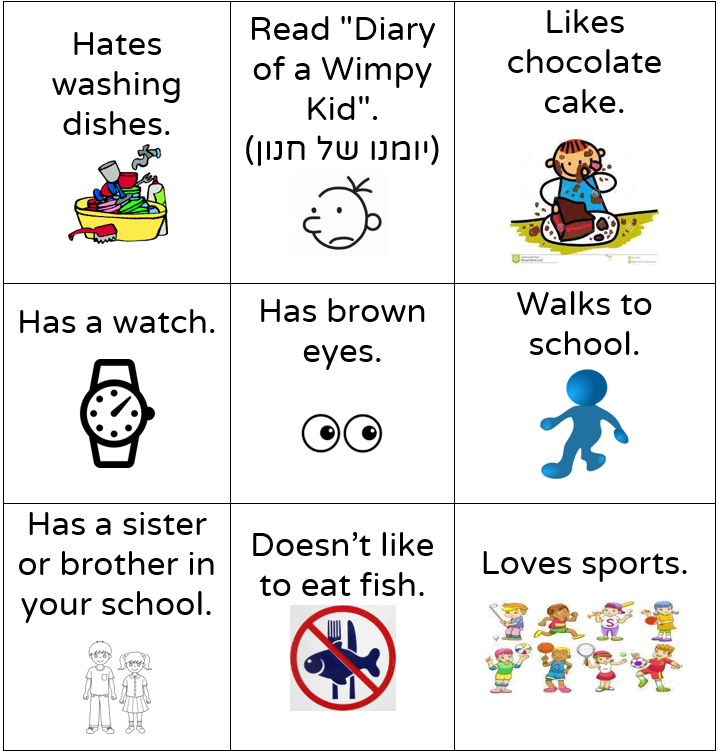 Hates
washing
dishes.
Read "Diary
of a Wimpy
Kid".
(יומנו של חנון)
Likes
chocolate
cake.
Has a watch.
Has brown
eyes.
Walks to
school.
Has a sister
or brother in
your school.
Doesn’t like
to eat fish.
Loves sports.
S